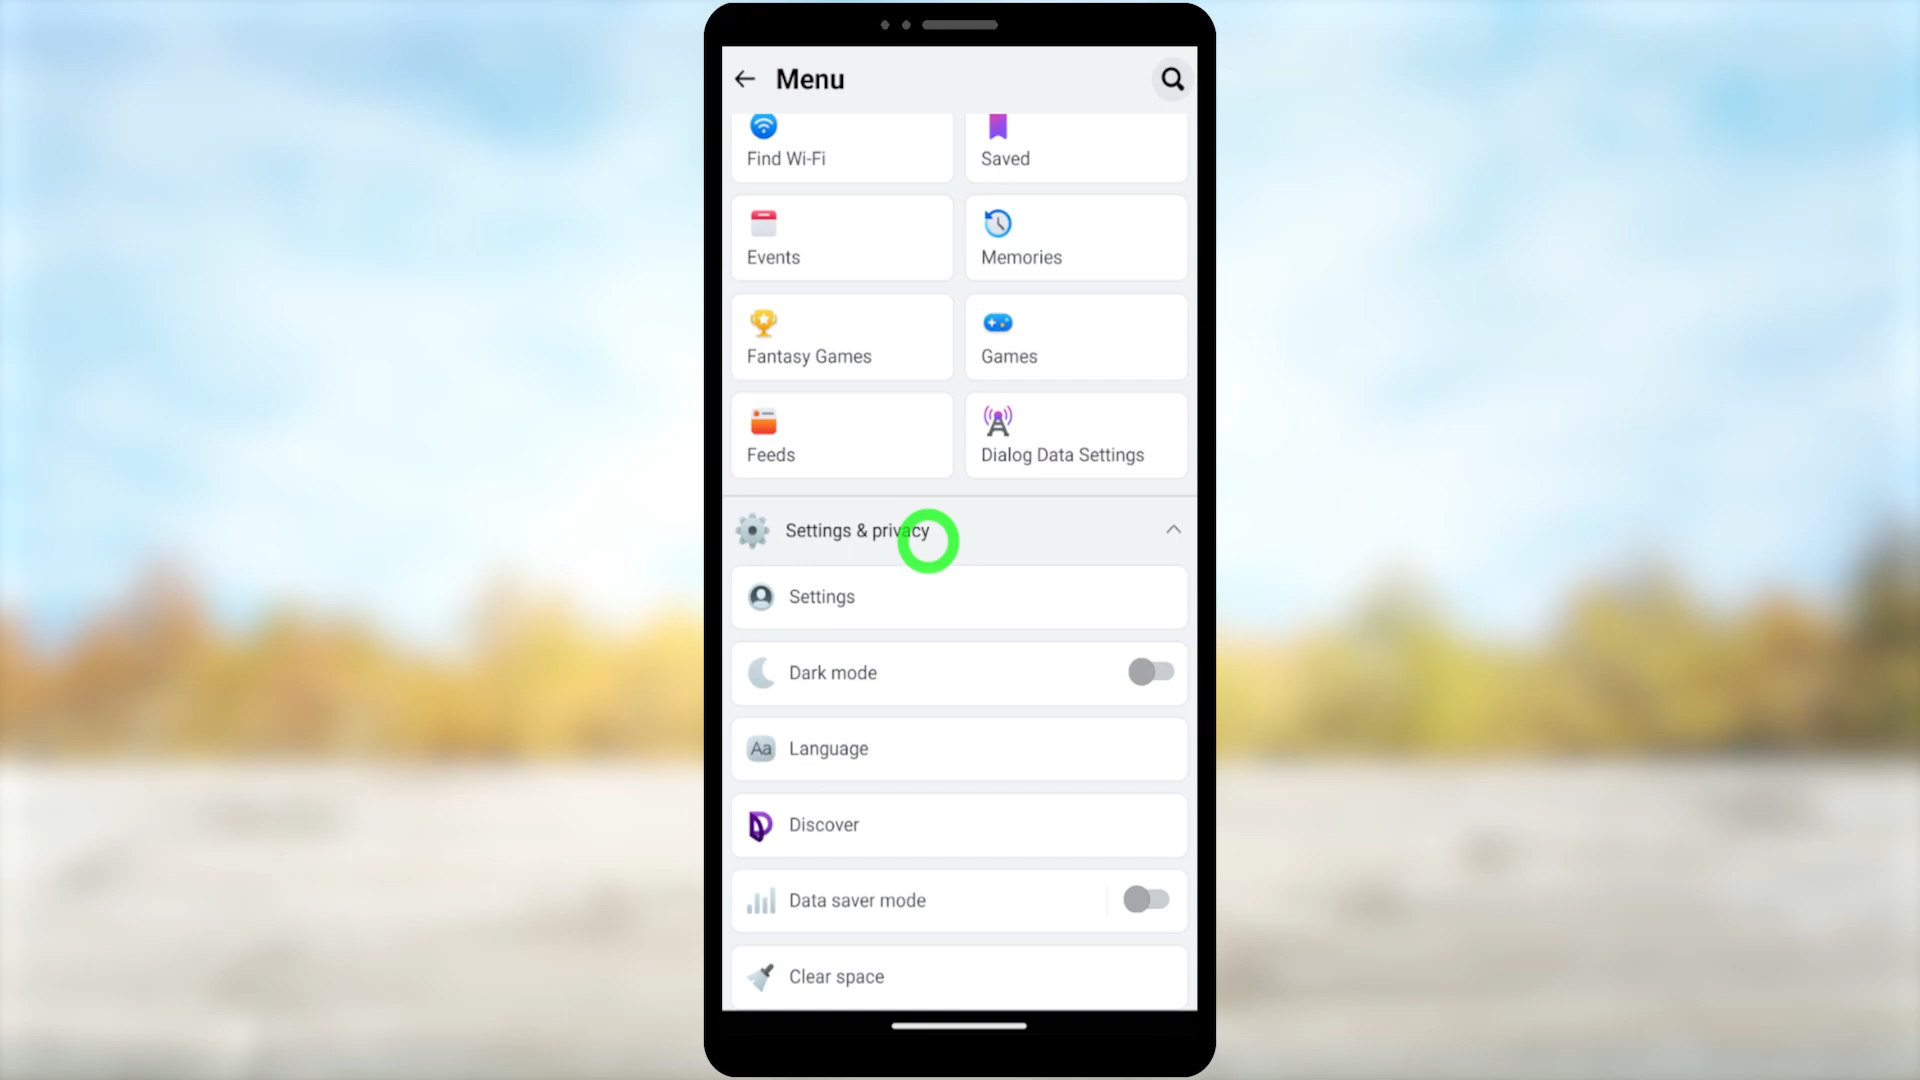 Menu
Find Wi-Fi
Saved
Events
Memories
Fantasy Games
Games
Feeds
Dialog Data Settings
Settings & privacy
Settings
Dark mode
Aa
Language
Discover
Data saver mode
Clear space